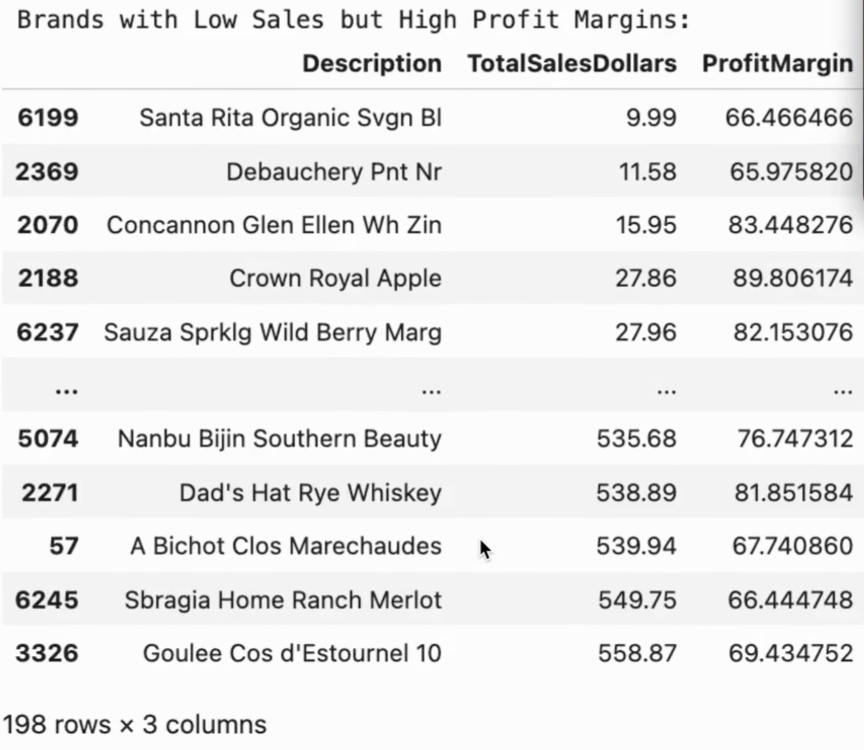 Brands with Low Sales but High Profit Margins:
Description TotalSalesDollars ProfitMargin
6199 Santa Rita Organic Svgn Bl 9.99 66.466466
2369 Debauchery Pnt Nr 11.58 65.975820
2070 Concannon Glen Ellen Wh Zin 15.95 83.448276
2188 Crown Royal Apple 27.86 89.806174
6237 Sauza Sprklg Wild Berry Marg 27.96 82.153076
... ... ... ...
5074 Nanbu Bijin Southern Beauty 535.68 76.747312
2271 Dad's Hat Rye Whiskey 538.89 81.851584
57 A Bichot Clos Marechaudes 539.94 67.740860
6245 Sbragia Home Ranch Merlot 549.75 66.444748
3326 Goulee Cos d'Estournel 10 558.87 69.434752
198 rows × 3 columns